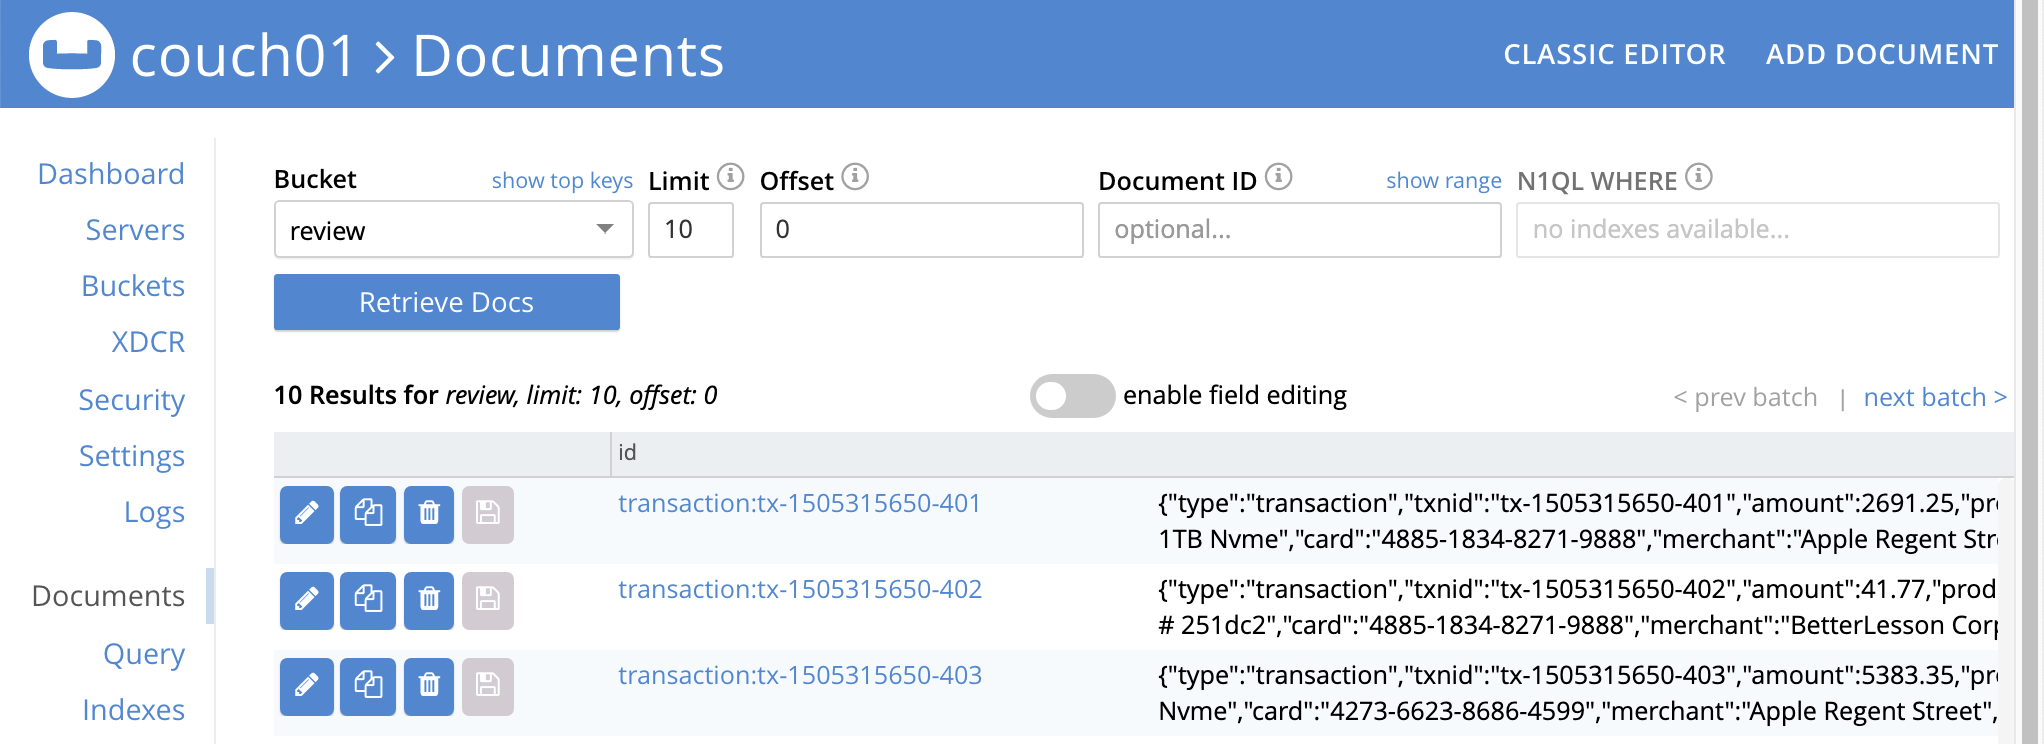 couch01 > Documents
CLASSIC EDITOR ADD DOCUMENT
Dashboard
Servers
Buckets
XDCR
Security
Settings
Logs
Documents
Query
Indexes
Bucket show top keys Limit Offset Document ID show range N1QL WHERE
review 10 0 optional... no indexes available...
Retrieve Docs
10 Results for review, limit: 10, offset: 0 enable field editing < prev batch | next batch >
id
transaction:tx-1505315650-401 {"type":"transaction","txnid":"tx-1505315650-401","amount":2691.25,"pr
1TB Nvme","card":"4885-1834-8271-9888","merchant":"Apple Regent Str
transaction:tx-1505315650-402 {"type":"transaction","txnid":"tx-1505315650-402","amount":41.77,"prod
# 251dc2","card":"4885-1834-8271-9888","merchant":"BetterLesson Corp
transaction:tx-1505315650-403 {"type":"transaction","txnid":"tx-1505315650-403","amount":5383.35,"pr
Nvme","card":"4273-6623-8686-4599","merchant":"Apple Regent Street",